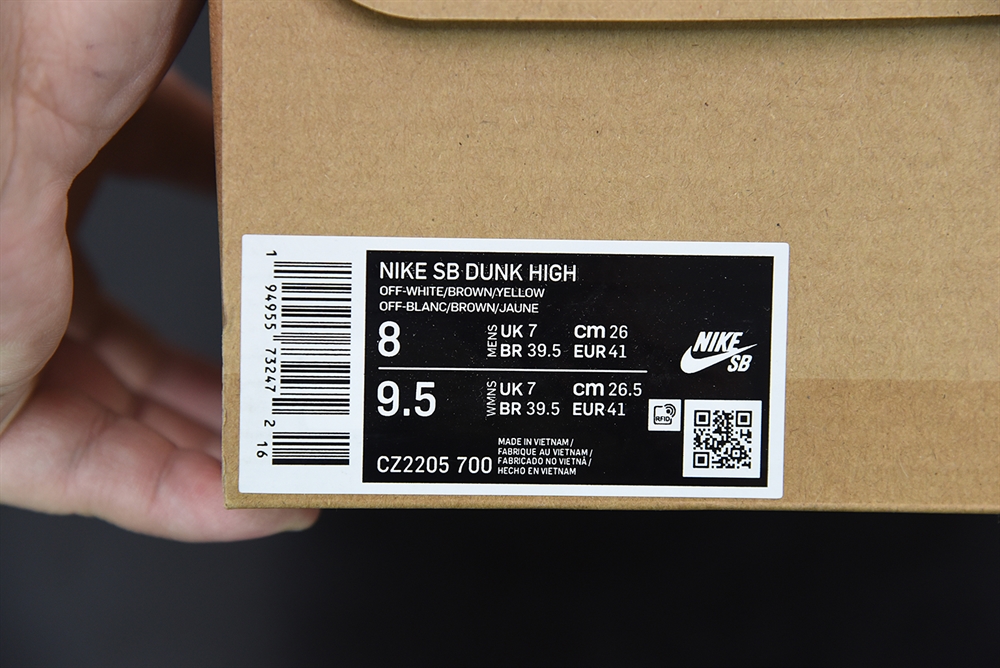 1 94955 73247 2 16
NIKE SB DUNK HIGH
OFF-WHITE/BROWN/YELLOW
OFF-BLANC/BROWN/JAUNE
8 MENS UK 7 cm 26
BR 39.5 EUR 41
9.5 WMNS UK 7 cm 26.5
BR 39.5 EUR 41
CZ2205 700
MADE IN VIETNAM /
FABRIQUE AU VIETNAM /
FABRICADO NO VIETNÃ /
HECHO EN VIETNAM
NIKE
SB
RFID